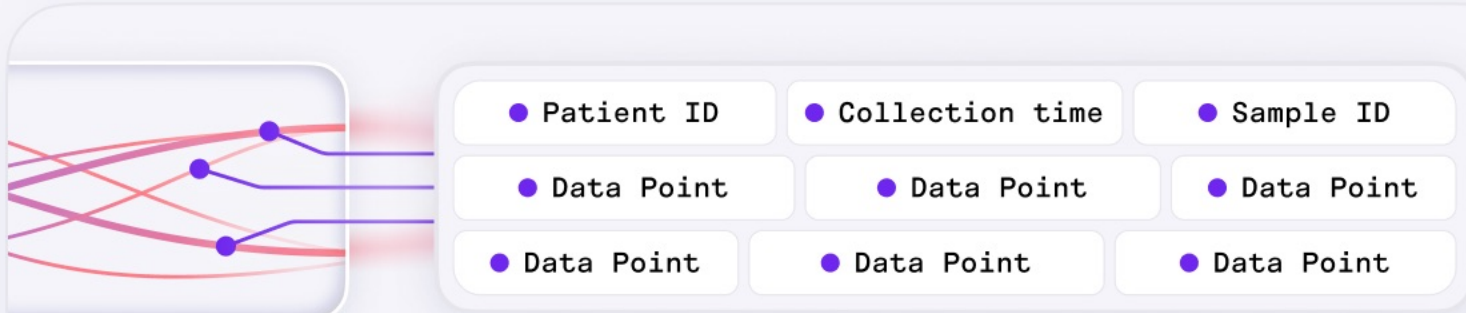 Patient ID Collection time Sample ID
Data Point Data Point Data Point
Data Point Data Point Data Point